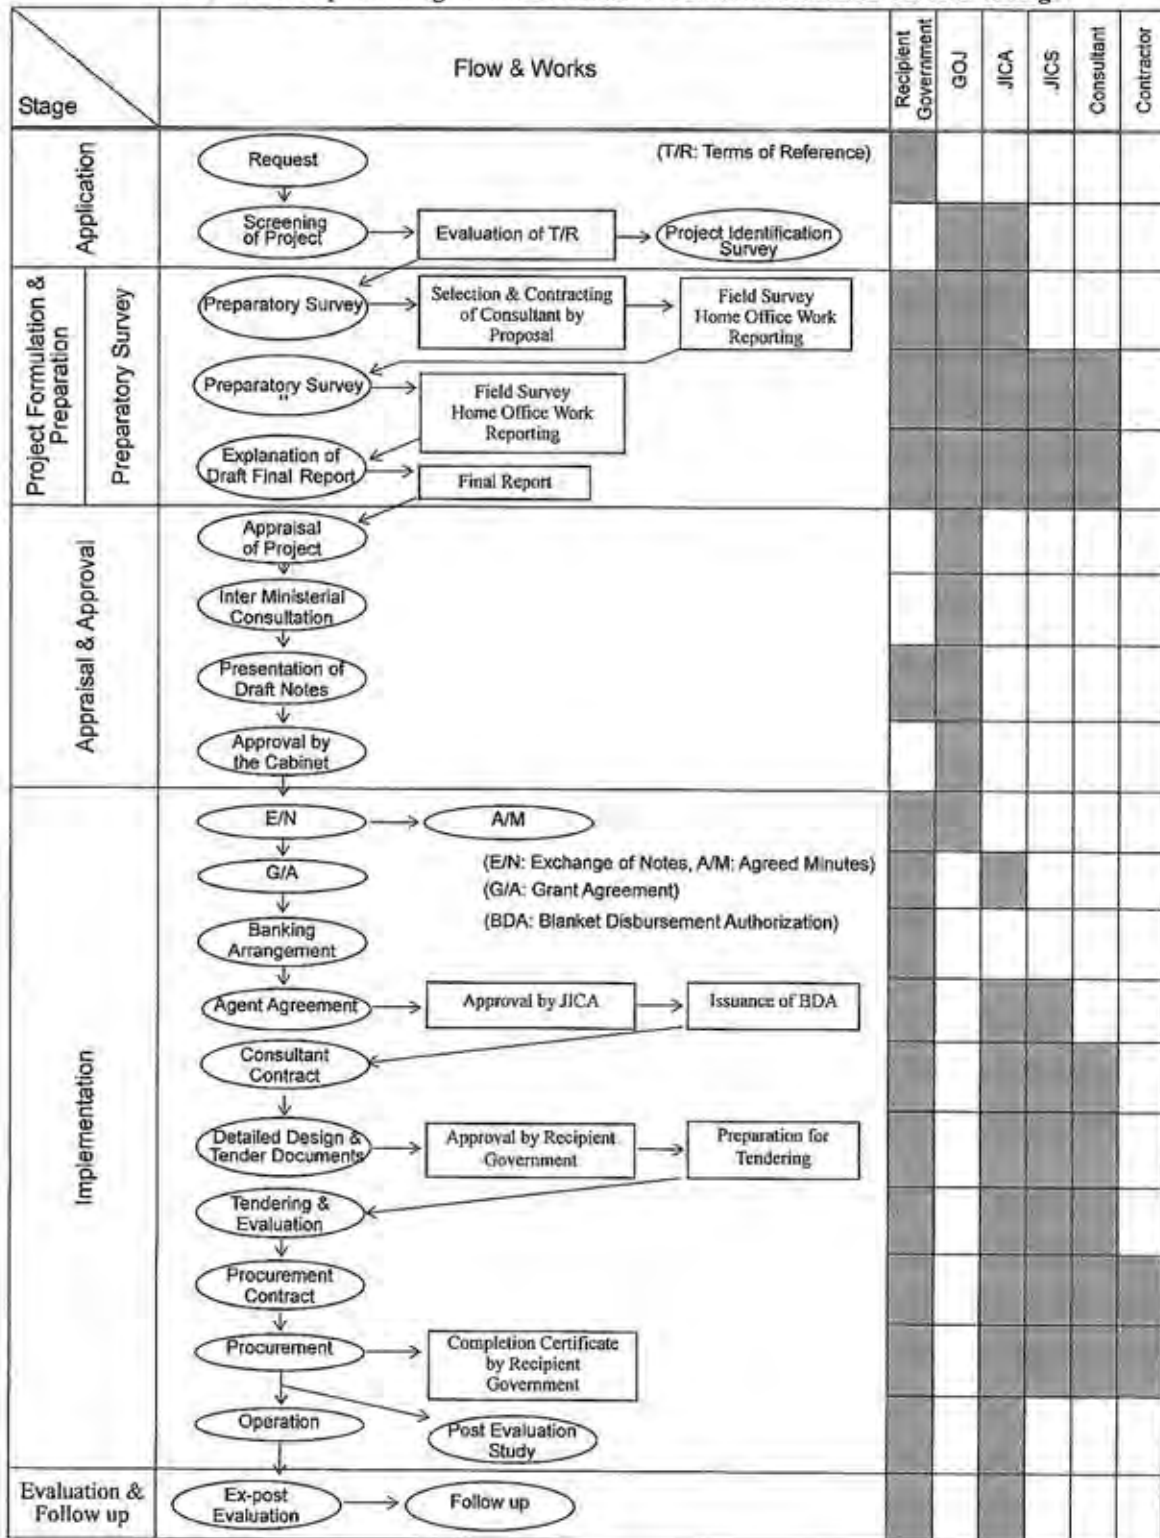 Flow & Works
Stage
Recipient
Government
GOJ
JICA
JICS
Consultant
Contractor
Application
Request
(T/R: Terms of Reference)
Screening
of Project
Evaluation of T/R
Project Identification
Survey
Project Formulation &
Preparation
Preparatory Survey
Preparatory Survey
Selection & Contracting
of Consultant by
Proposal
Field Survey
Home Office Work
Reporting
Preparatory Survey
"
Field Survey
Home Office Work
Reporting
Explanation of
Draft Final Report
Final Report
Appraisal & Approval
Appraisal
of Project
Inter Ministerial
Consultation
Presentation of
Draft Notes
Approval by
the Cabinet
Implementation
E/N
A/M
(E/N: Exchange of Notes, A/M: Agreed Minutes)
G/A
(G/A: Grant Agreement)
(BDA: Blanket Disbursement Authorization)
Banking
Arrangement
Agent Agreement
Approval by JICA
Issuance of BDA
Consultant
Contract
Detailed Design &
Tender Documents
Approval by Recipient
Government
Preparation for
Tendering
Tendering &
Evaluation
Procurement
Contract
Procurement
Completion Certificate
by Recipient
Government
Operation
Post Evaluation
Study
Evaluation &
Follow up
Ex-post
Evaluation
Follow up